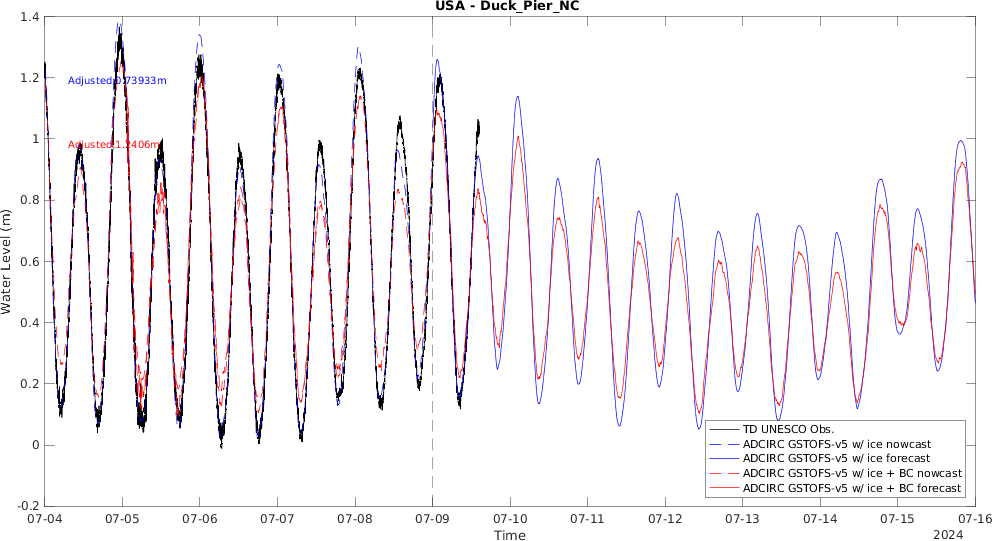 USA - Duck_Pier_NC
1.4
1.2
1
0.8
0.6
0.4
0.2
0
-0.2
Water Level (m)
Adjusted:0.73933m
Adjusted:1.2406m
TD UNESCO Obs.
ADCIRC GSTOFS-v5 w/ ice nowcast
ADCIRC GSTOFS-v5 w/ ice forecast
ADCIRC GSTOFS-v5 w/ ice + BC nowcast
ADCIRC GSTOFS-v5 w/ ice + BC forecast
07-04 07-05 07-06 07-07 07-08 07-09 07-10 07-11 07-12 07-13 07-14 07-15 07-16
Time
2024